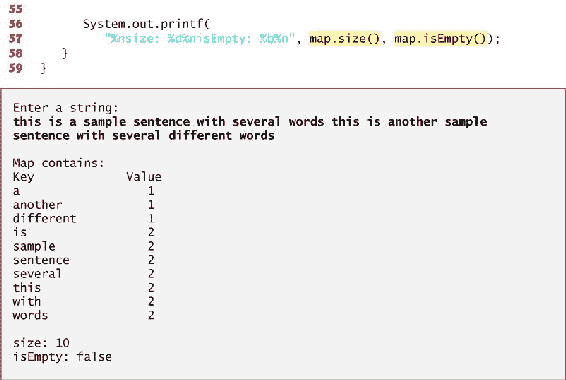 55
56 System.out.printf(
57 "%nsize: %d%nisEmpty: %b%n", map.size(), map.isEmpty());
58 }
59 }
Enter a string:
this is a sample sentence with several words this is another sample
sentence with several different words
Map contains:
Key Value
a 1
another 1
different 1
is 2
sample 2
sentence 2
several 2
this 2
with 2
words 2
size: 10
isEmpty: false